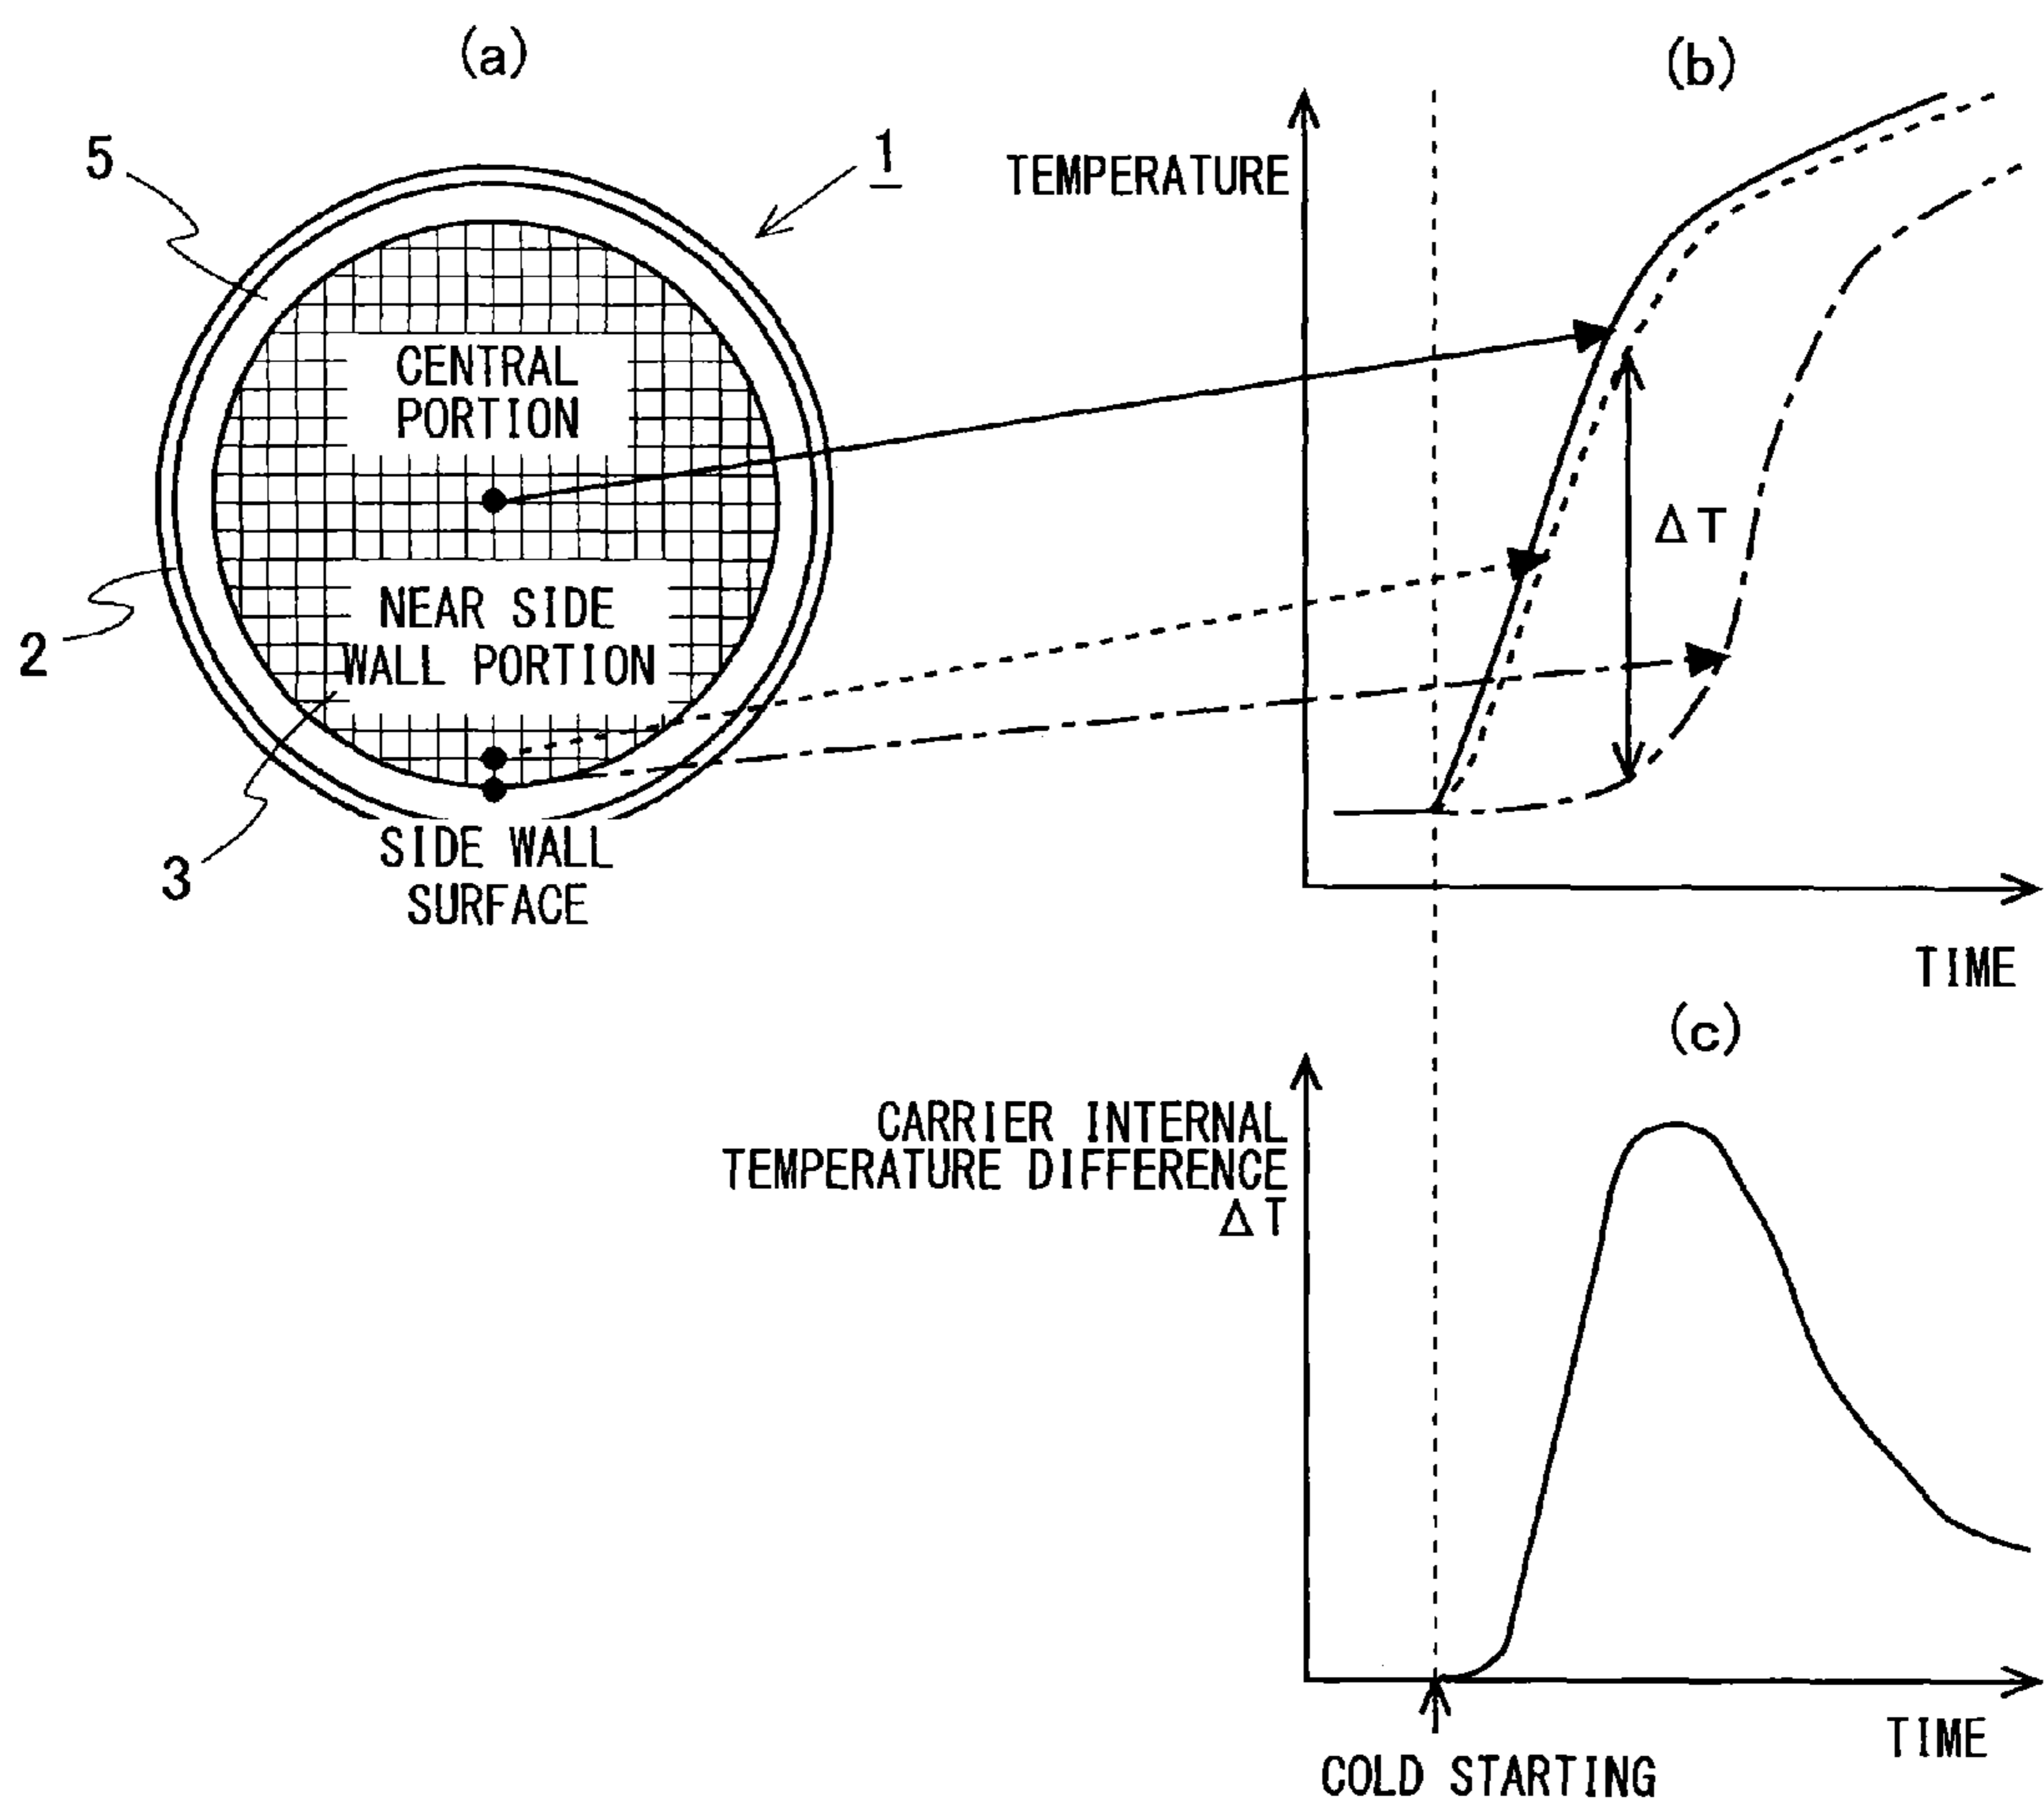 (a)
5
1
CENTRAL
PORTION
NEAR SIDE
WALL PORTION
2
3
SIDE WALL
SURFACE
(b)
TEMPERATURE
ΔT
TIME
(c)
CARRIER INTERNAL
TEMPERATURE DIFFERENCE
ΔT
TIME
COLD STARTING